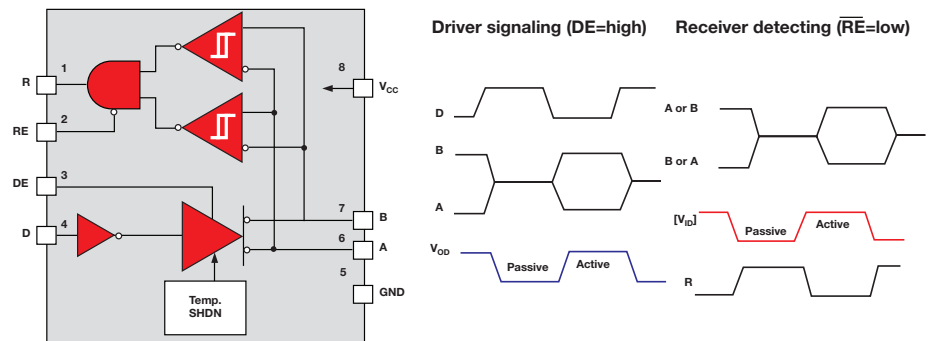 Driver signaling (DE=high)
Receiver detecting (RE=low)
R
1
RE
2
DE
3
D
4
8
VCC
7
B
6
A
5
GND
Temp.
SHDN
D
B
A
VOD
Passive
Active
A or B
B or A
[VID]
Passive
Active
R